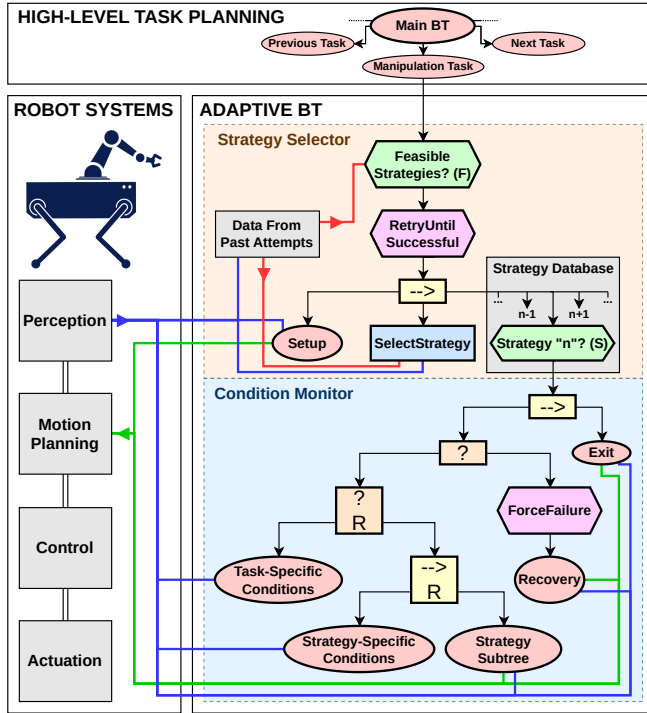 HIGH-LEVEL TASK PLANNING
Main BT
Previous Task
Next Task
Manipulation Task
ROBOT SYSTEMS
Perception
Motion
Planning
Control
Actuation
ADAPTIVE BT
Strategy Selector
Feasible
Strategies? (F)
Data From
Past Attempts
RetryUntil
Successful
-->
Strategy Database
...
n-1
n+1
...
Setup
SelectStrategy
Strategy "n"? (S)
Condition Monitor
-->
?
Exit
?
R
ForceFailure
-->
R
Task-Specific
Conditions
Recovery
Strategy-Specific
Conditions
Strategy
Subtree